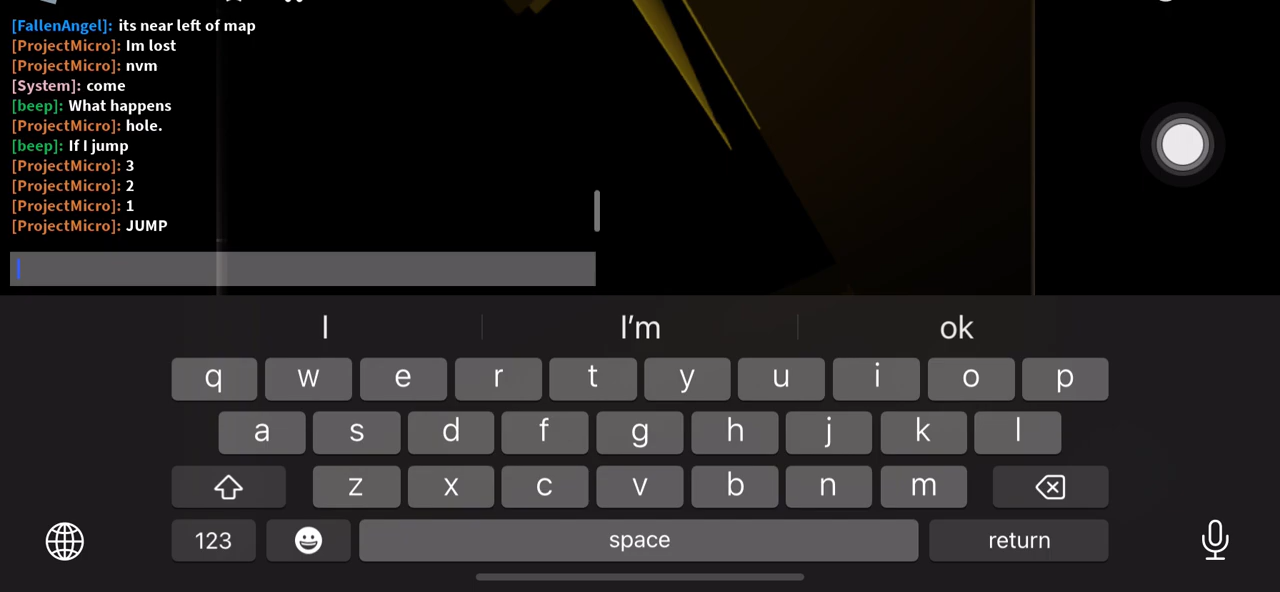 [FallenAngel]: its near left of map
[ProjectMicro]: Im lost
[ProjectMicro]: nvm
[System]: come
[beep]: What happens
[ProjectMicro]: hole.
[beep]: If I jump
[ProjectMicro]: 3
[ProjectMicro]: 2
[ProjectMicro]: 1
[ProjectMicro]: JUMP
I I'm ok
q w e r t y u i o p
a s d f g h j k l
z x c v b n m
123 space return